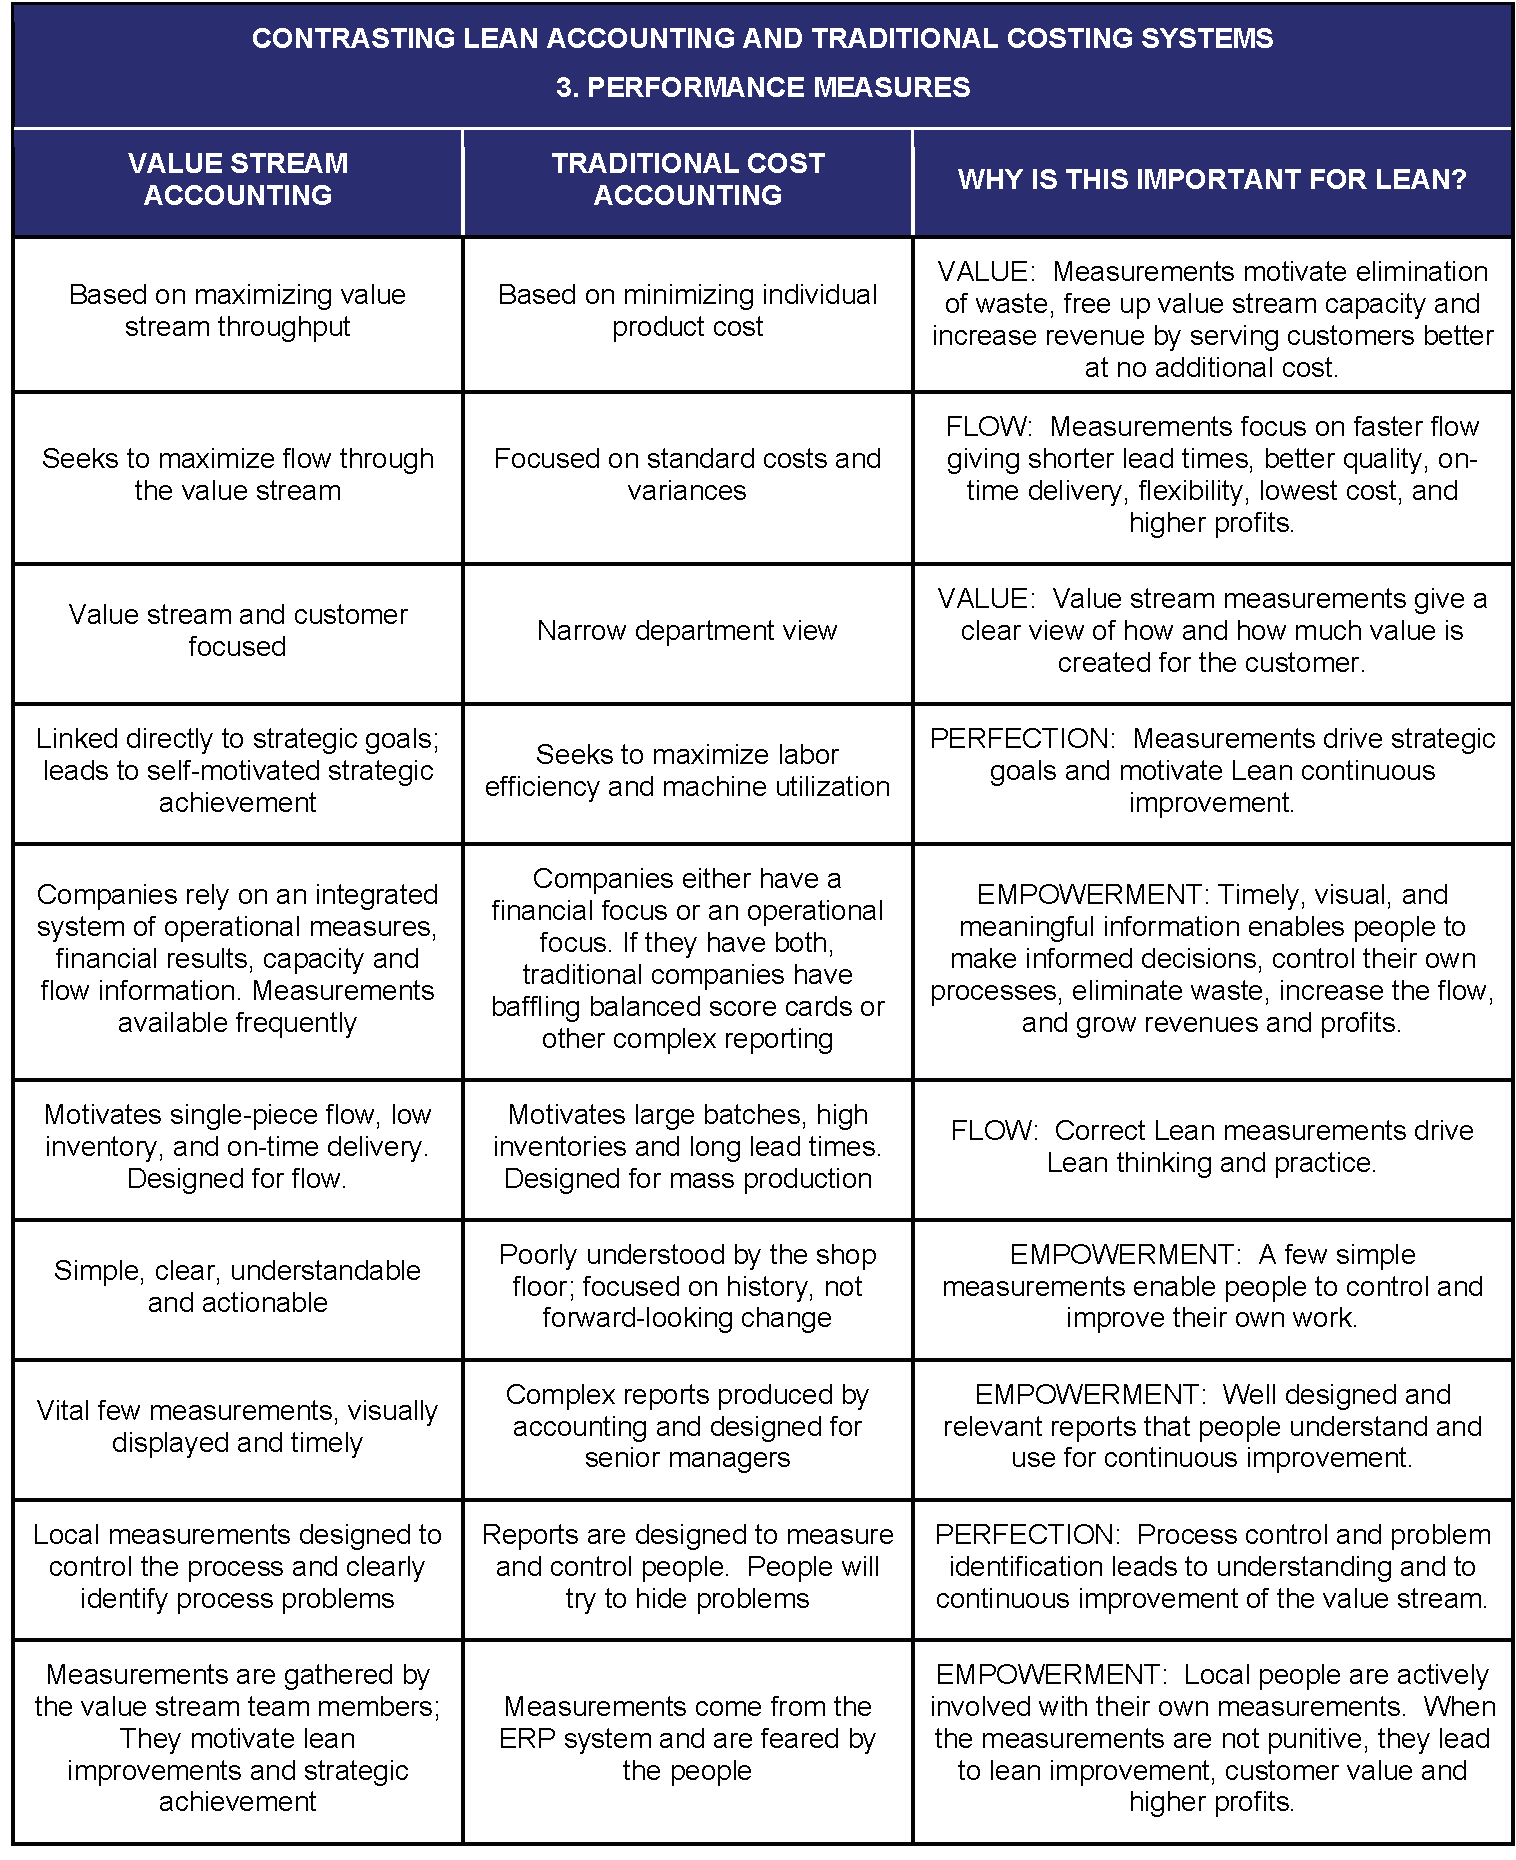 CONTRASTING LEAN ACCOUNTING AND TRADITIONAL COSTING SYSTEMS
3. PERFORMANCE MEASURES
VALUE STREAM
ACCOUNTING
TRADITIONAL COST
ACCOUNTING
WHY IS THIS IMPORTANT FOR LEAN?
Based on maximizing value
stream throughput
Based on minimizing individual
product cost
VALUE:  Measurements motivate elimination
of waste, free up value stream capacity and
increase revenue by serving customers better
at no additional cost.
Seeks to maximize flow through
the value stream
Focused on standard costs and
variances
FLOW:  Measurements focus on faster flow
giving shorter lead times, better quality, on-
time delivery, flexibility, lowest cost, and
higher profits.
Value stream and customer
focused
Narrow department view
VALUE:  Value stream measurements give a
clear view of how and how much value is
created for the customer.
Linked directly to strategic goals;
leads to self-motivated strategic
achievement
Seeks to maximize labor
efficiency and machine utilization
PERFECTION:  Measurements drive strategic
goals and motivate Lean continuous
improvement.
Companies rely on an integrated
system of operational measures,
financial results, capacity and
flow information. Measurements
available frequently
Companies either have a
financial focus or an operational
focus. If they have both,
traditional companies have
baffling balanced score cards or
other complex reporting
EMPOWERMENT: Timely, visual, and
meaningful information enables people to
make informed decisions, control their own
processes, eliminate waste, increase the flow,
and grow revenues and profits.
Motivates single-piece flow, low
inventory, and on-time delivery.
Designed for flow.
Motivates large batches, high
inventories and long lead times.
Designed for mass production
FLOW:  Correct Lean measurements drive
Lean thinking and practice.
Simple, clear, understandable
and actionable
Poorly understood by the shop
floor; focused on history, not
forward-looking change
EMPOWERMENT:  A few simple
measurements enable people to control and
improve their own work.
Vital few measurements, visually
displayed and timely
Complex reports produced by
accounting and designed for
senior managers
EMPOWERMENT:  Well designed and
relevant reports that people understand and
use for continuous improvement.
Local measurements designed to
control the process and clearly
identify process problems
Reports are designed to measure
and control people.  People will
try to hide problems
PERFECTION:  Process control and problem
identification leads to understanding and to
continuous improvement of the value stream.
Measurements are gathered by
the value stream team members;
They motivate lean
improvements and strategic
achievement
Measurements come from the
ERP system and are feared by
the people
EMPOWERMENT:  Local people are actively
involved with their own measurements.  When
the measurements are not punitive, they lead
to lean improvement, customer value and
higher profits.